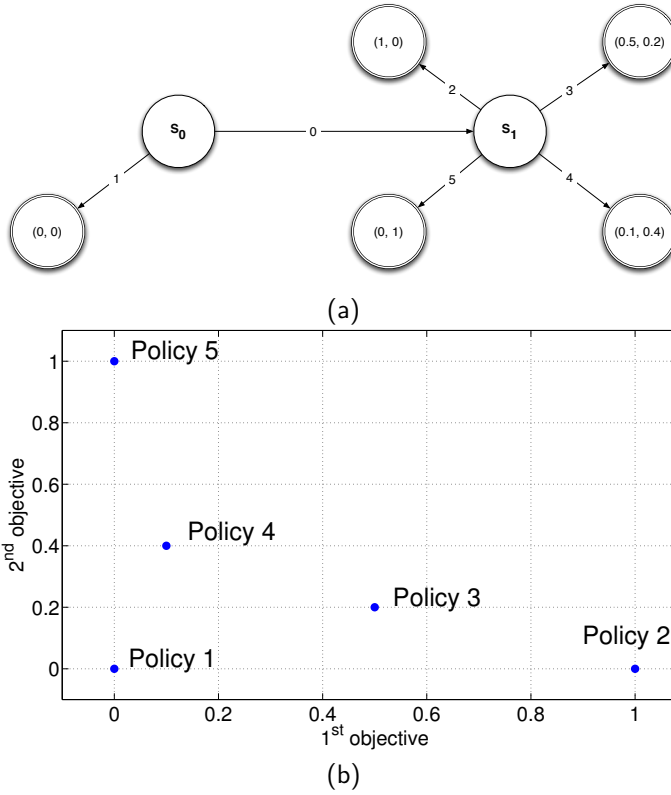 (1, 0)
(0.5, 0.2)
2
3
S0
0
S1
1
5
4
(0, 0)
(0, 1)
(0.1, 0.4)
(a)
Policy 5
1
0.8
0.6
Policy 4
0.4
Policy 3
0.2
Policy 2
Policy 1
0
2nd objective
0
0.2
0.4
0.6
0.8
1
1st objective
(b)